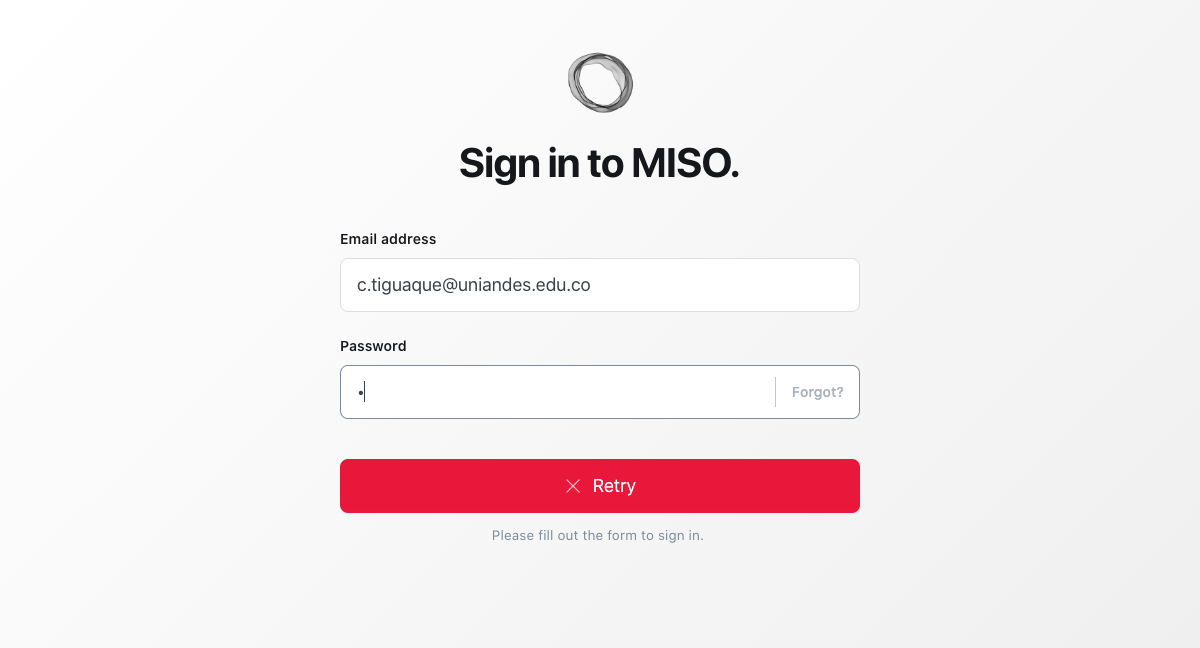 Sign in to MISO.
Email address
c.tiguaque@uniandes.edu.co
Password
•
Forgot?
Retry
Please fill out the form to sign in.